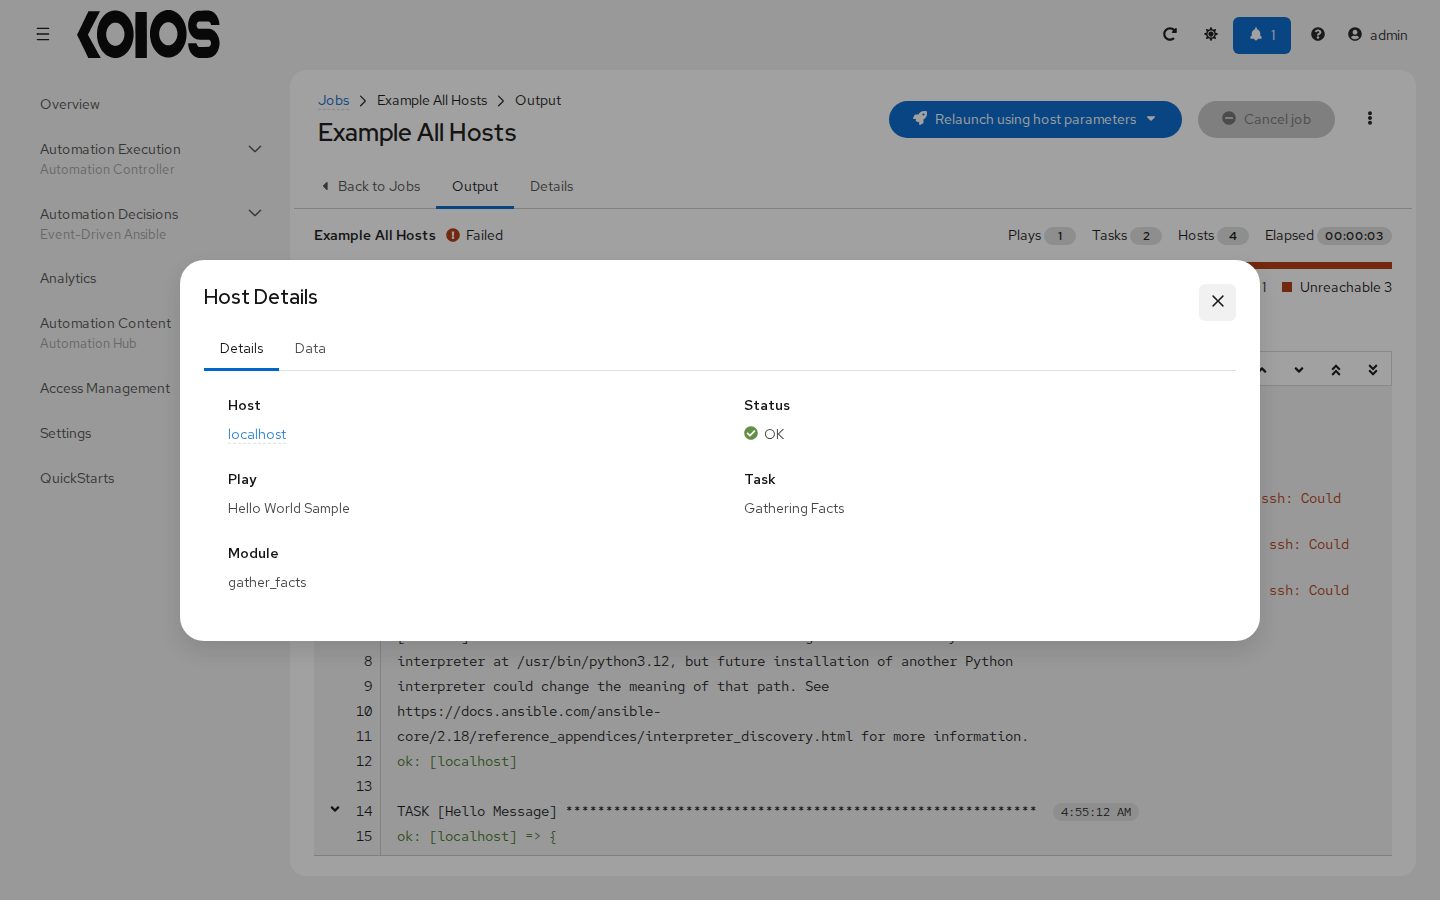 KOIOS
1
admin
Overview
Automation Execution
Automation Controller
Automation Decisions
Event-Driven Ansible
Analytics
Automation Content
Automation Hub
Access Management
Settings
QuickStarts
Jobs
Example All Hosts
Output
Example All Hosts
Relaunch using host parameters
Cancel job
Back to Jobs
Output
Details
Example All Hosts
Failed
Plays 1
Tasks 2
Hosts 4
Elapsed 00:00:03
1
Unreachable 3
Host Details
Details
Data
Host
localhost
Status
OK
Play
Hello World Sample
Task
Gathering Facts
Module
gather_facts
ssh: Could
ssh: Could
ssh: Could
8 interpreter at /usr/bin/python3.12, but future installation of another Python
9 interpreter could change the meaning of that path. See
10 https://docs.ansible.com/ansible-
11 core/2.18/reference_appendices/interpreter_discovery.html for more information.
12 ok: [localhost]
13
14 TASK [Hello Message] *********************************************************** 4:55:12 AM
15 ok: [localhost] => {